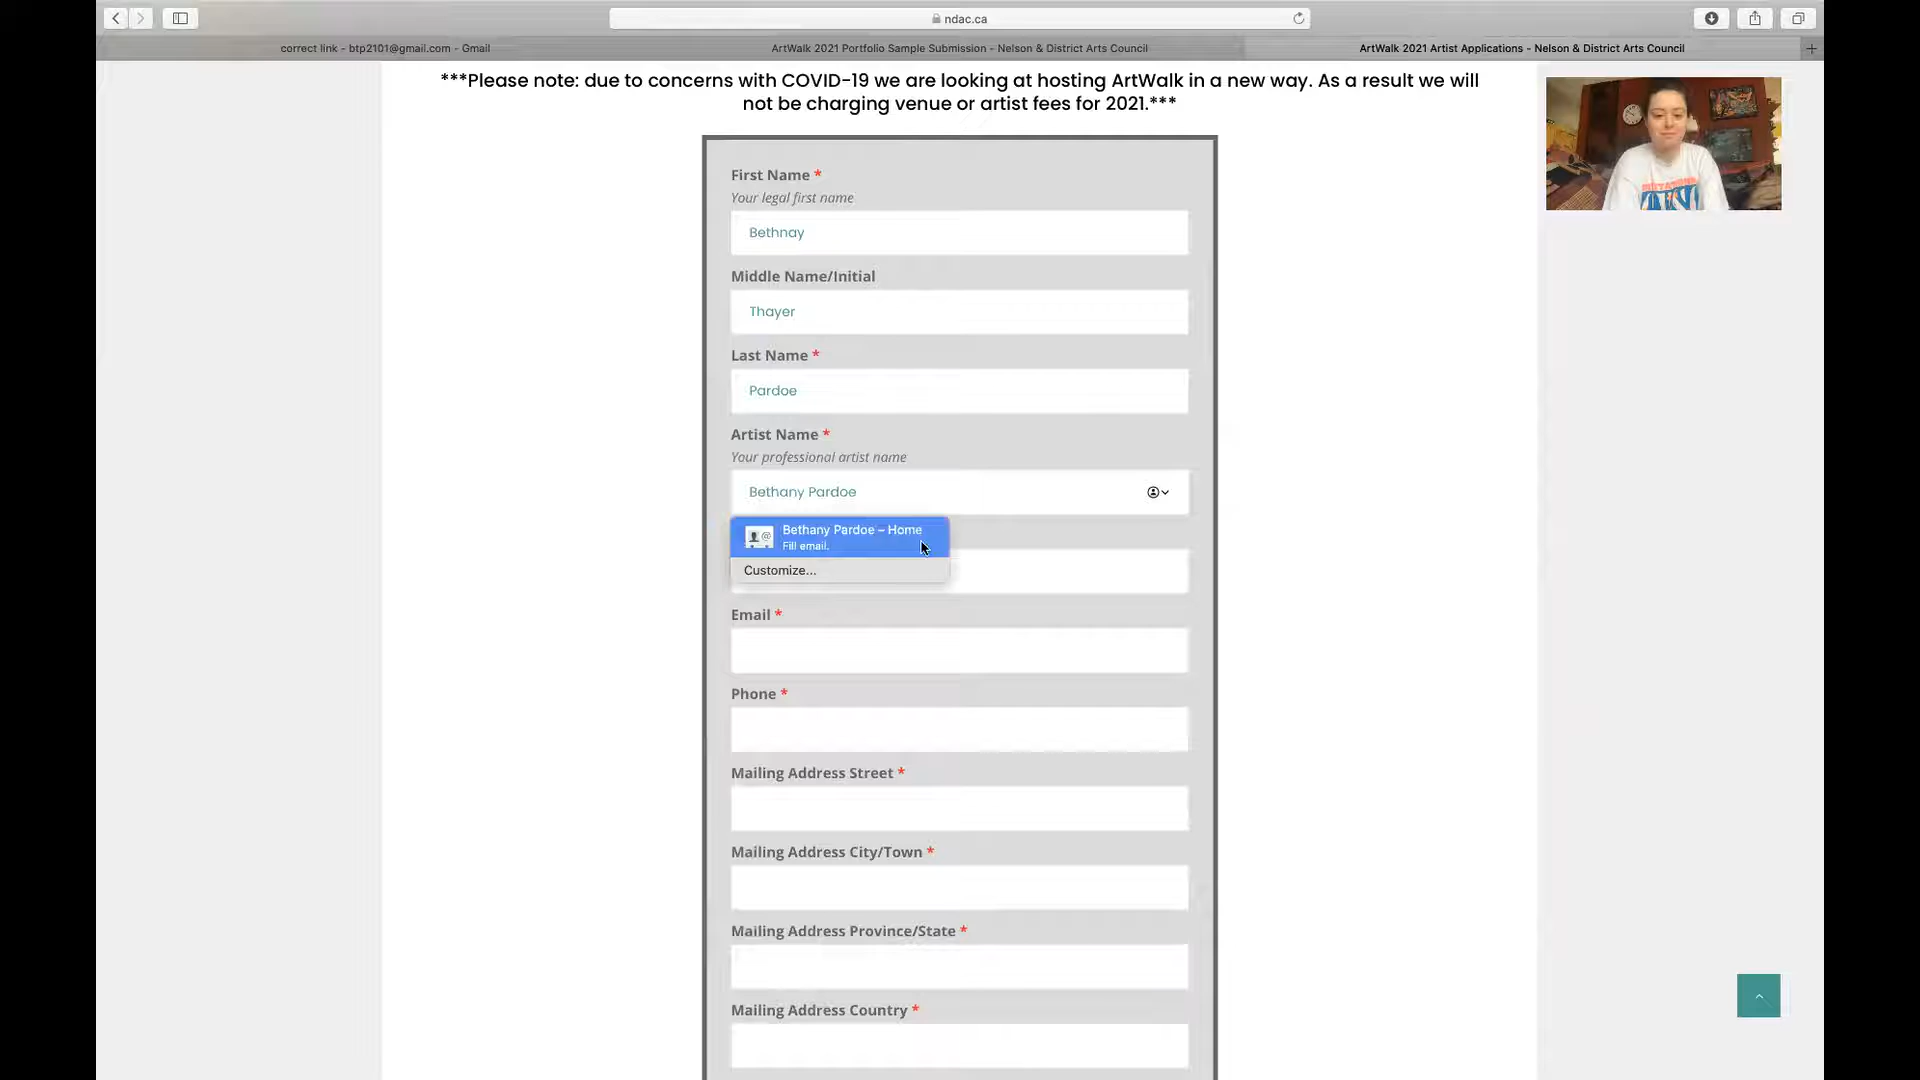 ndac.ca
correct link - btp2101@gmail.com - Gmail
ArtWalk 2021 Portfolio Sample Submission - Nelson & District Arts Council
ArtWalk 2021 Artist Applications - Nelson & District Arts Council
***Please note: due to concerns with COVID-19 we are looking at hosting ArtWalk in a new way. As a result we will
not be charging venue or artist fees for 2021.***
First Name *
Your legal first name
Bethnay
Middle Name/Initial
Thayer
Last Name *
Pardoe
Artist Name *
Your professional artist name
Bethany Pardoe
Bethany Pardoe – Home
Fill email.
Customize...
Email *
Phone *
Mailing Address Street *
Mailing Address City/Town *
Mailing Address Province/State *
Mailing Address Country *